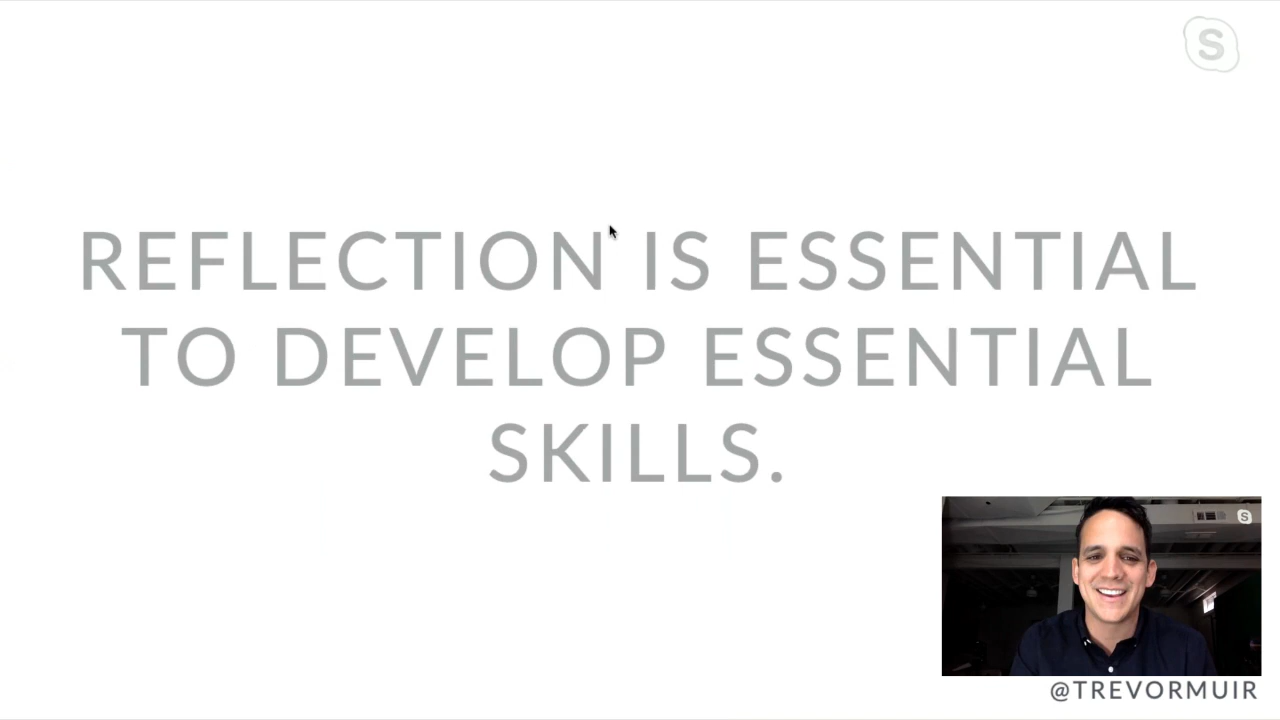 S
REFLECTION IS ESSENTIAL
TO DEVELOP ESSENTIAL
SKILLS.
S
@TREVORMUIR